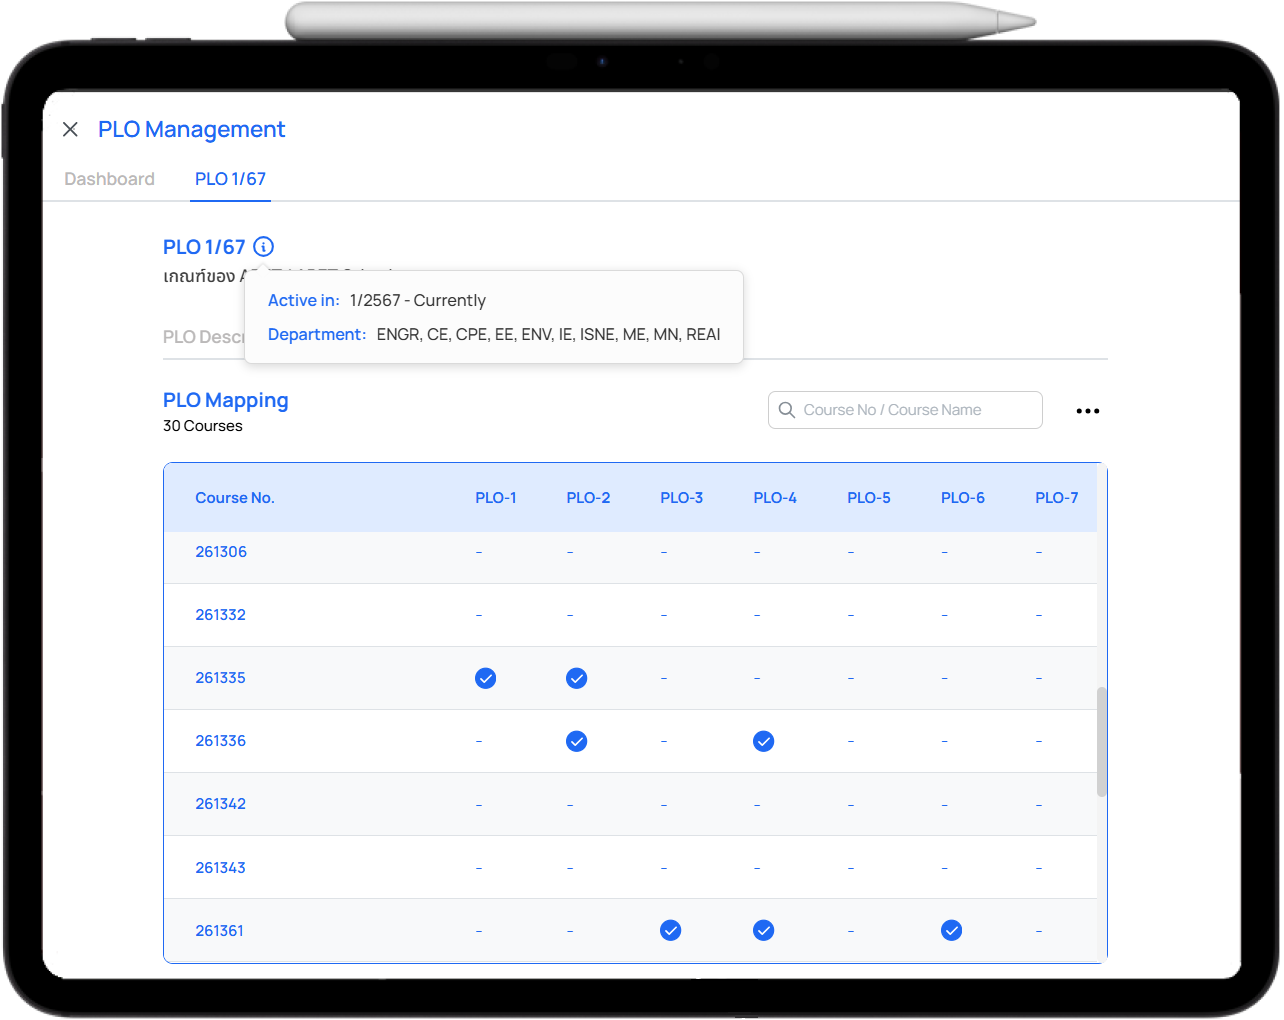 PLO Management
Dashboard PLO 1/67
PLO 1/67
เกณฑ์ของ
Active in: 1/2567 - Currently
Department: ENGR, CE, CPE, EE, ENV, IE, ISNE, ME, MN, REAI
PLO
PLO Mapping
30 Courses
Course No / Course Name
Course No. PLO-1 PLO-2 PLO-3 PLO-4 PLO-5 PLO-6 PLO-7
261306 - - - - - - -
261332 - - - - - - -
261335 - - - - -
261336 - - - - -
261342 - - - - - - -
261343 - - - - - - -
261361 - - - -